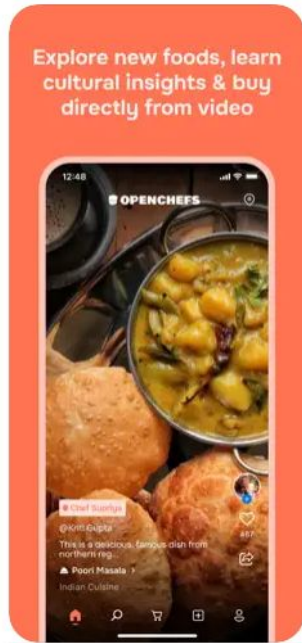 Explore new foods, learn
cultural insights & buy
directly from video
12:48
OPENCHEFS
Chef Supriya
@Kriti Gupta
This is a delicious, famous dish from
northern reg...
467
Poori Masala >
Indian Cuisine